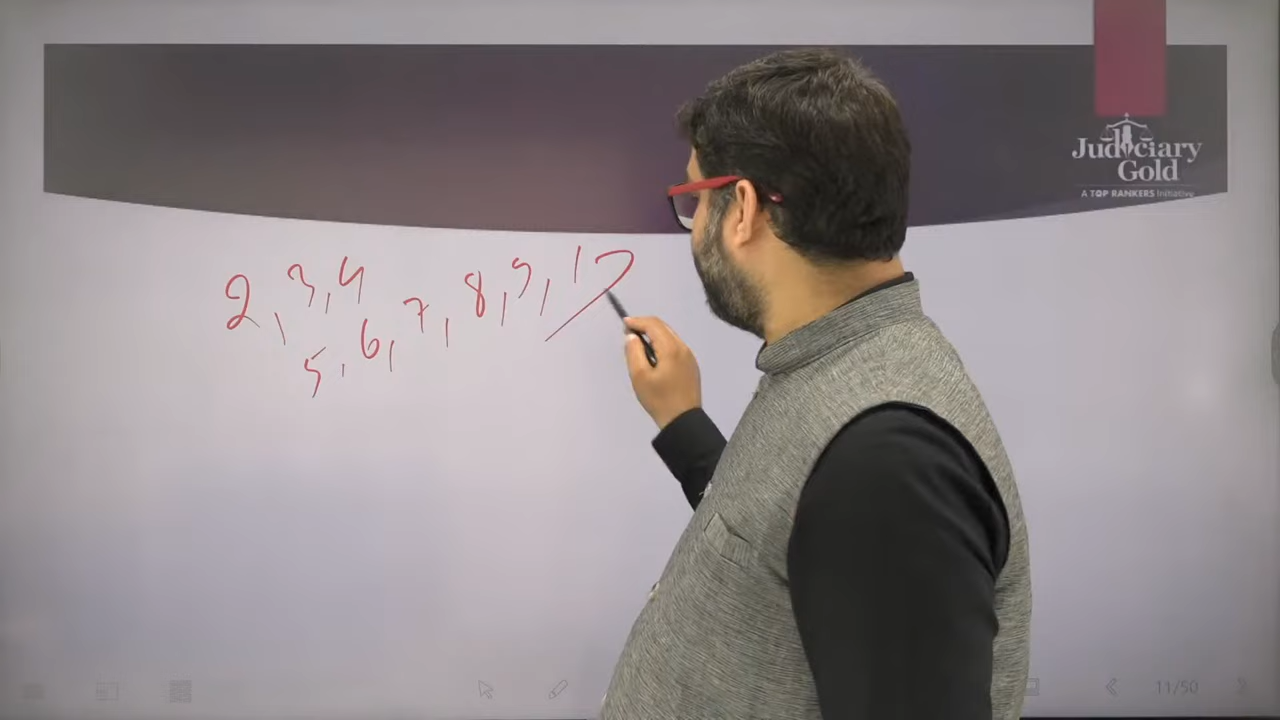 Judiciary
Gold
A TOP RANKERS Initiative
2, 3, 4
5, 6, 7, 8, 9, 1
11/50